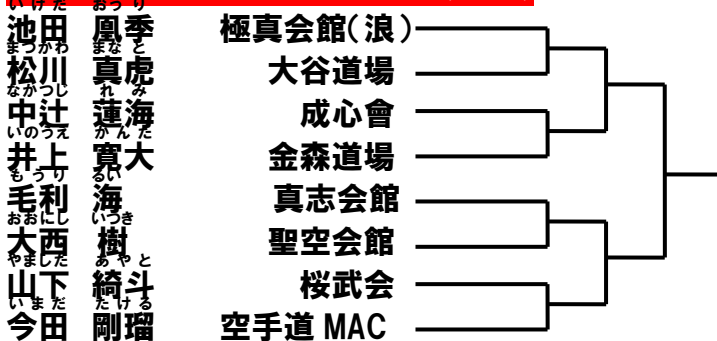 いけだ おうり
池田 凰季 極真会館(浪)
まつかわ まなと
松川 真虎 大谷道場
なかつじ れみ
中辻 蓮海 成心會
いのうえ かんた
井上 寛大 金森道場
もうり るい
毛利 海 真志会館
おおにし いつき
大西 樹 聖空会館
やました あやと
山下 綺斗 桜武会
いまだ たける
今田 剛瑠 空手道 MAC